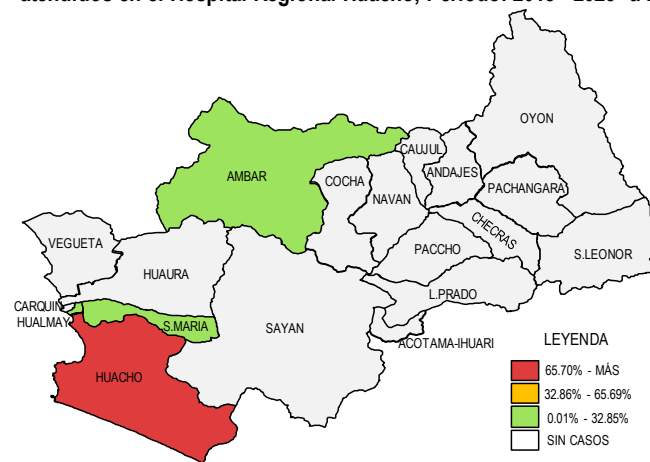 OYON
CAUJUL
ANDAJES
COCHA
AMBAR
NAVAN
PACHANGARA
CHECRAS
VEGUETA
PACCHO
S.LEONOR
HUAURA
L.PRADO
CARQUIN
HUALMAY
S.MARIA
SAYAN
ACOTAMA-IHUARI
HUACHO
LEYENDA
65.70% - MÁS
32.86% - 65.69%
0.01% - 32.85%
SIN CASOS